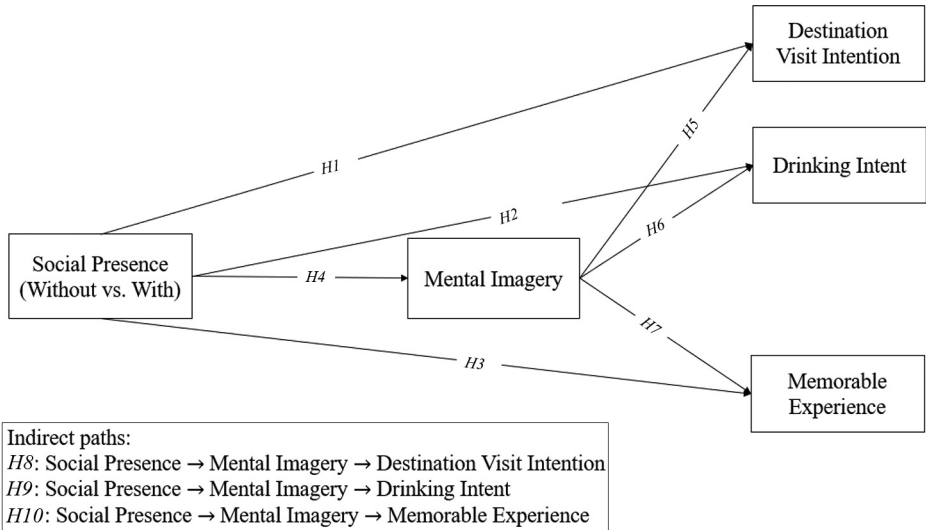 Destination
Visit Intention
H5
H1
Drinking Intent
H2
H6
Social Presence
(Without vs. With)
H4
Mental Imagery
H7
H3
Memorable
Experience
Indirect paths:
H8: Social Presence → Mental Imagery → Destination Visit Intention
H9: Social Presence → Mental Imagery → Drinking Intent
H10: Social Presence → Mental Imagery → Memorable Experience